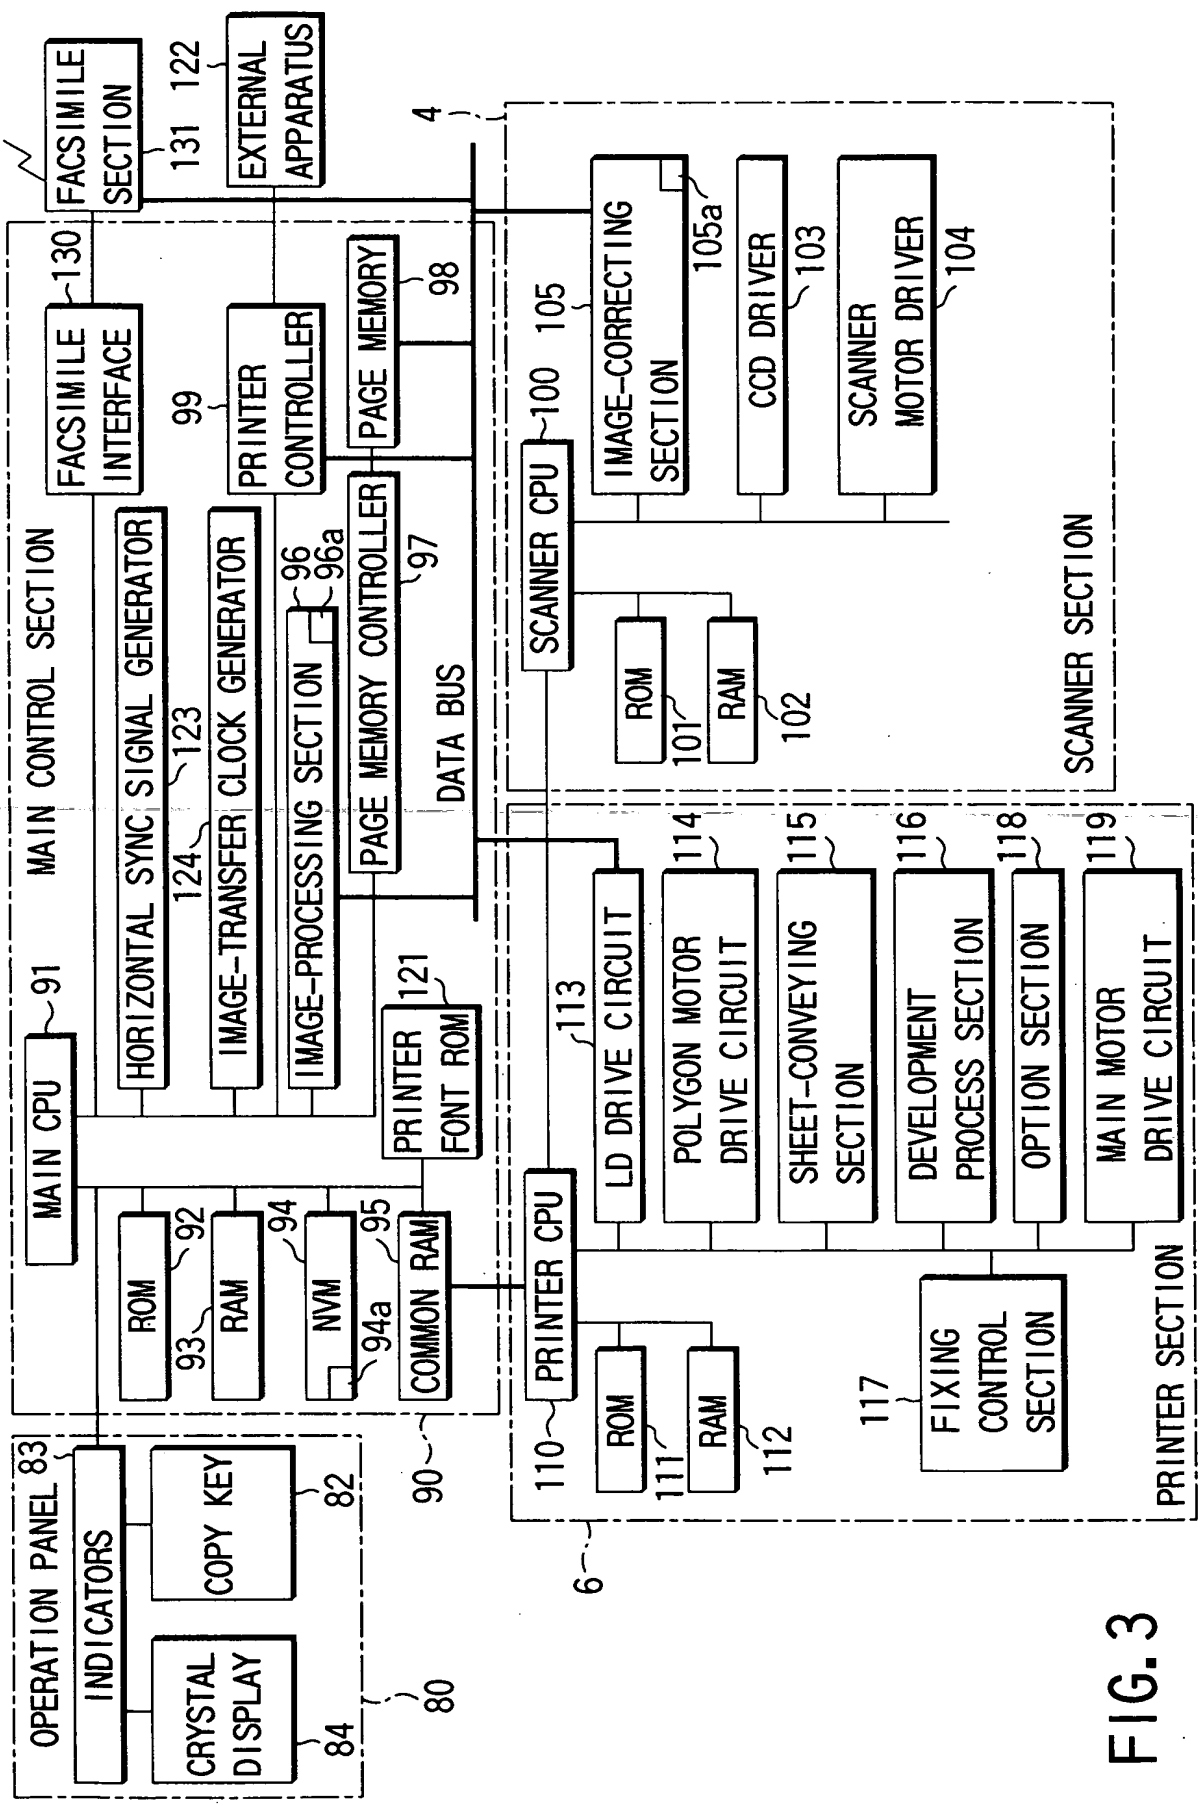 OPERATION PANEL
83
INDICATORS
CRYSTAL
DISPLAY
84
COPY KEY
82
80
MAIN CONTROL SECTION
90
MAIN CPU
91
ROM
92
RAM
93
NVM
94
94a
COMMON RAM
95
PRINTER
FONT ROM
121
HORIZONTAL SYNC SIGNAL GENERATOR
123
IMAGE-TRANSFER CLOCK GENERATOR
124
IMAGE-PROCESSING SECTION
96
96a
PAGE MEMORY CONTROLLER
97
PAGE MEMORY
98
PRINTER
CONTROLLER
99
FACSIMILE
INTERFACE
130
FACSIMILE
SECTION
131
EXTERNAL
APPARATUS
122
DATA BUS
PRINTER CPU
110
ROM
111
RAM
112
LD DRIVE CIRCUIT
113
POLYGON MOTOR
DRIVE CIRCUIT
114
SHEET-CONVEYING
SECTION
115
DEVELOPMENT
PROCESS SECTION
116
OPTION SECTION
118
MAIN MOTOR
DRIVE CIRCUIT
119
FIXING
CONTROL
SECTION
117
PRINTER SECTION
6
SCANNER CPU
100
ROM
101
RAM
102
IMAGE-CORRECTING
SECTION
105
105a
CCD DRIVER
103
SCANNER
MOTOR DRIVER
104
SCANNER SECTION
4
FIG. 3